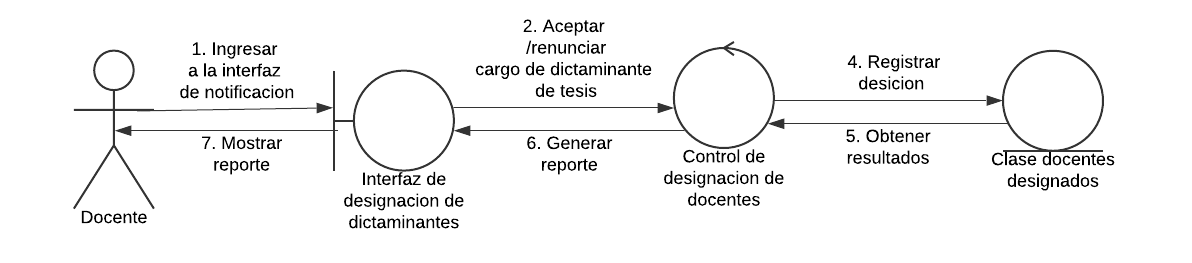 1. Ingresar
a la interfaz
de notificacion
2. Aceptar
/renunciar
cargo de dictaminante
de tesis
4. Registrar
desicion
7. Mostrar
reporte
6. Generar
reporte
5. Obtener
resultados
Docente
Interfaz de
designacion de
dictaminantes
Control de
designacion de
docentes
Clase docentes
designados